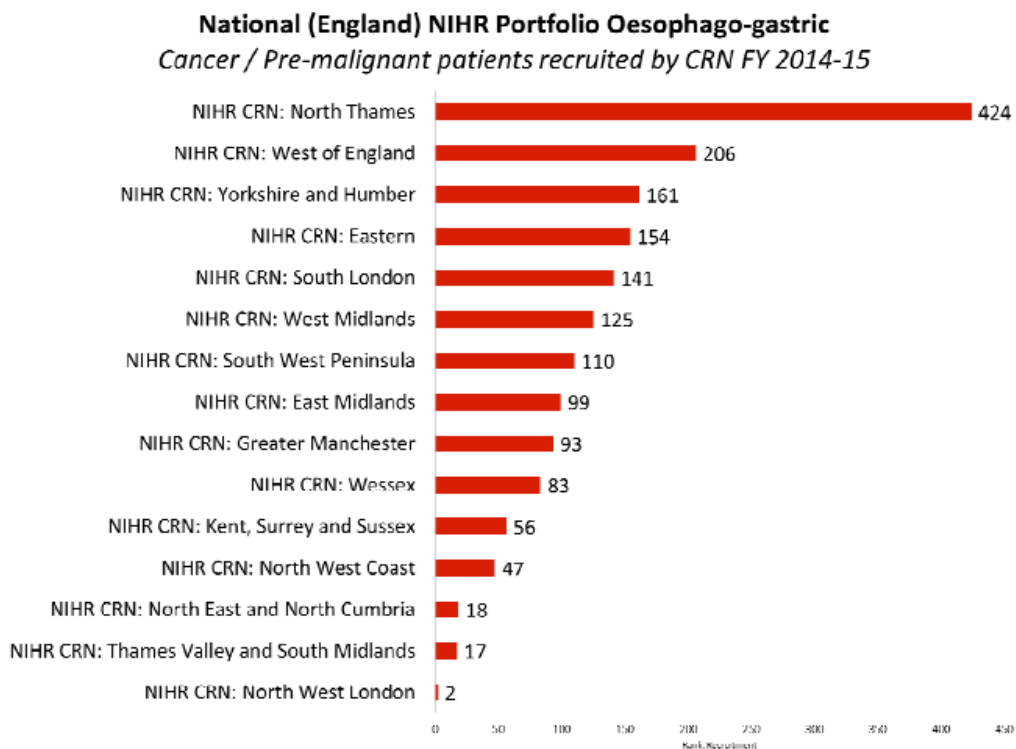 National (England) NIHR Portfolio Oesophago-gastric
Cancer / Pre-malignant patients recruited by CRN FY 2014-15
NIHR CRN: North Thames 424
NIHR CRN: West of England 206
NIHR CRN: Yorkshire and Humber 161
NIHR CRN: Eastern 154
NIHR CRN: South London 141
NIHR CRN: West Midlands 125
NIHR CRN: South West Peninsula 110
NIHR CRN: East Midlands 99
NIHR CRN: Greater Manchester 93
NIHR CRN: Wessex 83
NIHR CRN: Kent, Surrey and Sussex 56
NIHR CRN: North West Coast 47
NIHR CRN: North East and North Cumbria 18
NIHR CRN: Thames Valley and South Midlands 17
NIHR CRN: North West London 2
0 50 100 150 200 250 300 350 400 450
Recruitment